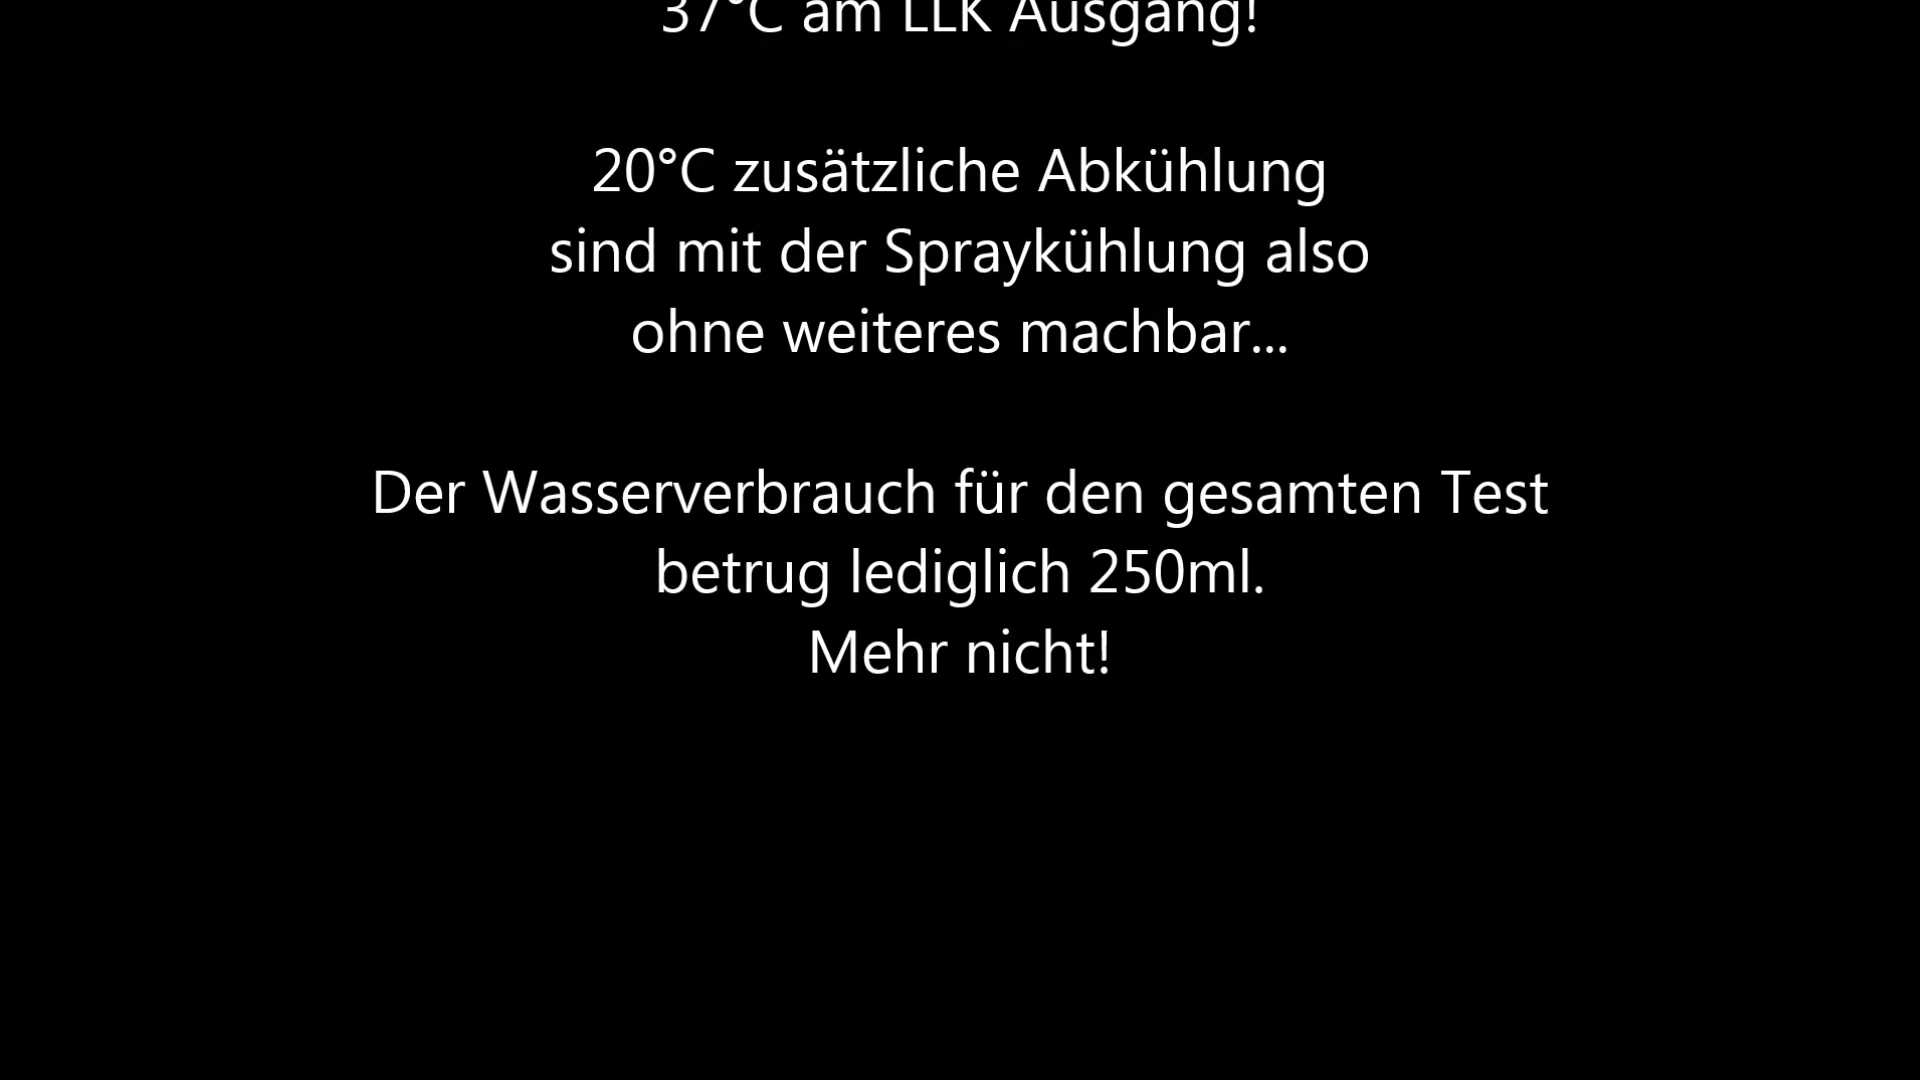 37°C am LLK Ausgang!
20°C zusätzliche Abkühlung
sind mit der Spraykühlung also
ohne weiteres machbar...
Der Wasserverbrauch für den gesamten Test
betrug lediglich 250ml.
Mehr nicht!